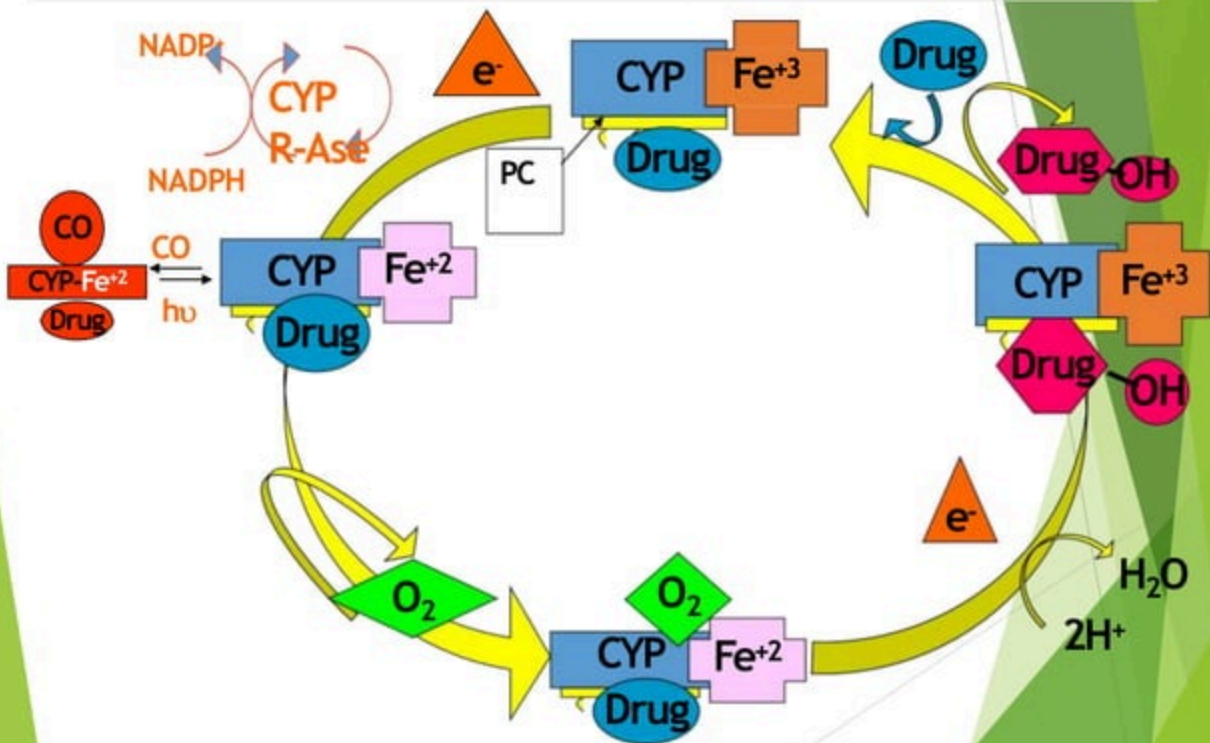 NADP+
CYP
R-Ase
NADPH
e-
CYP
Fe+3
Drug
PC
Drug
Drug
OH
CO
CYP-Fe+2
Drug
CO
hυ
CYP
Fe+2
Drug
CYP
Fe+3
Drug
OH
O2
O2
CYP
Fe+2
Drug
e-
H2O
2H+